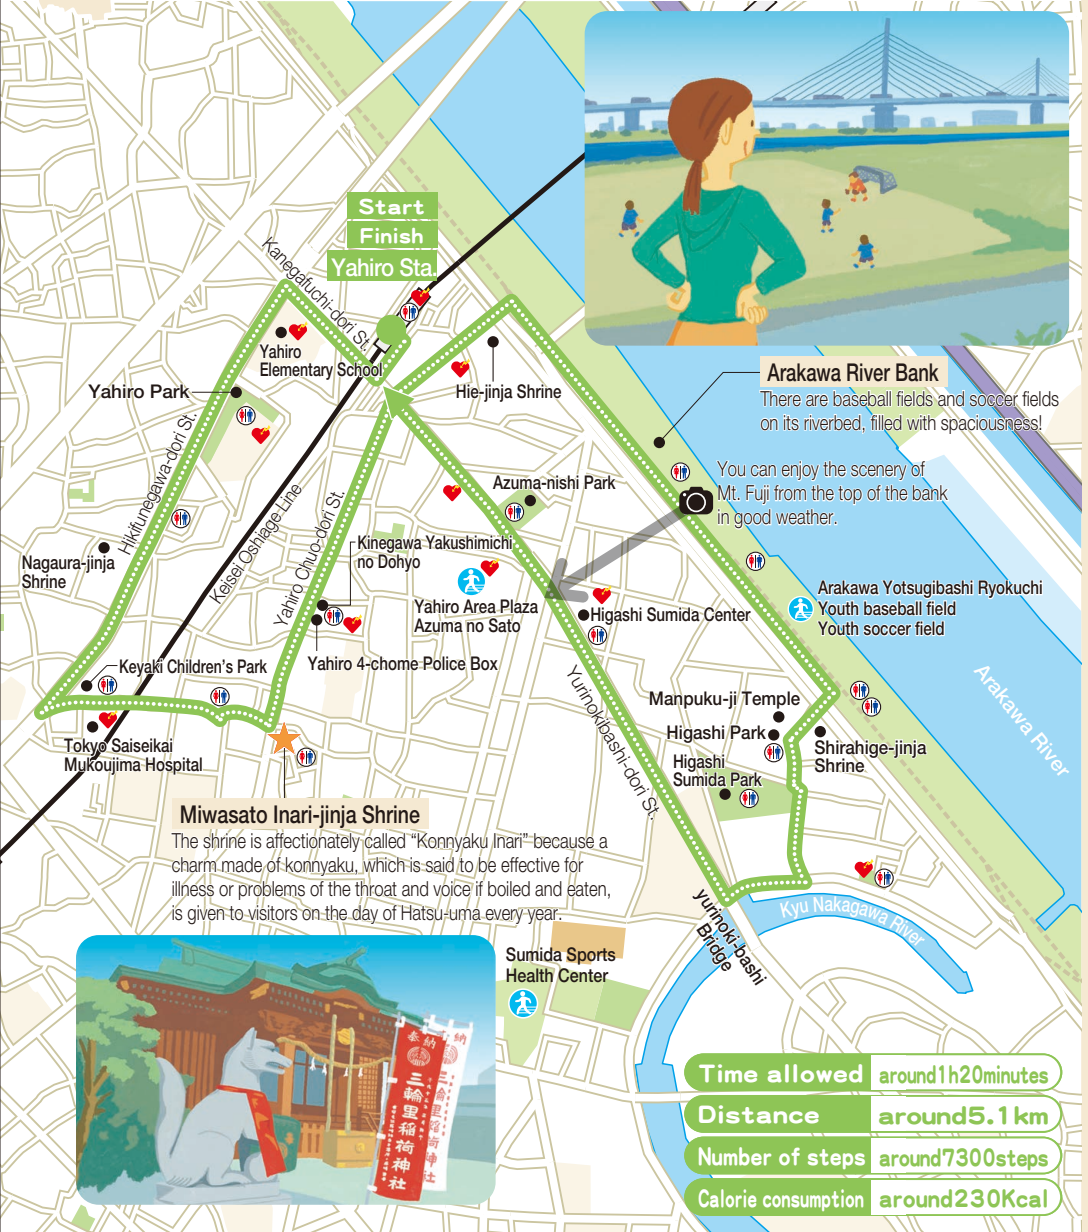 Start
Finish
Yahiro Sta.
Kanegafuchi-dori St.
Yahiro
Elementary School
Hie-jinja Shrine
Yahiro Park
Arakawa River Bank
There are baseball fields and soccer fields
on its riverbed, filled with spaciousness!
You can enjoy the scenery of
Mt. Fuji from the top of the bank
in good weather.
Hikifunegawa-dori St.
Keisei Oshiage Line
Yahiro Chuo-dori St.
Azuma-nishi Park
Nagaura-jinja
Shrine
Kinegawa Yakushimichi
no Dohyo
Yahiro Area Plaza
Azuma no Sato
Higashi Sumida Center
Arakawa Yotsugibashi Ryokuchi
Youth baseball field
Youth soccer field
Yahiro 4-chome Police Box
Keyaki Children's Park
Tokyo Saiseikai
Mukoujima Hospital
Yurinokibashi-dori St.
Manpuku-ji Temple
Higashi Park
Higashi
Sumida Park
Shirahige-jinja
Shrine
Arakawa River
Miwasato Inari-jinja Shrine
The shrine is affectionately called “Konnyaku Inari” because a
charm made of konnyaku, which is said to be effective for
illness or problems of the throat and voice if boiled and eaten,
is given to visitors on the day of Hatsu-uma every year.
yurinoki-bashi
Bridge
Kyu Nakagawa River
Sumida Sports
Health Center
奉納
三輪里稲荷神社
納
三輪里稲荷神社
Time allowed around1h20minutes
Distance around5.1km
Number of steps around7300steps
Calorie consumption around230Kcal